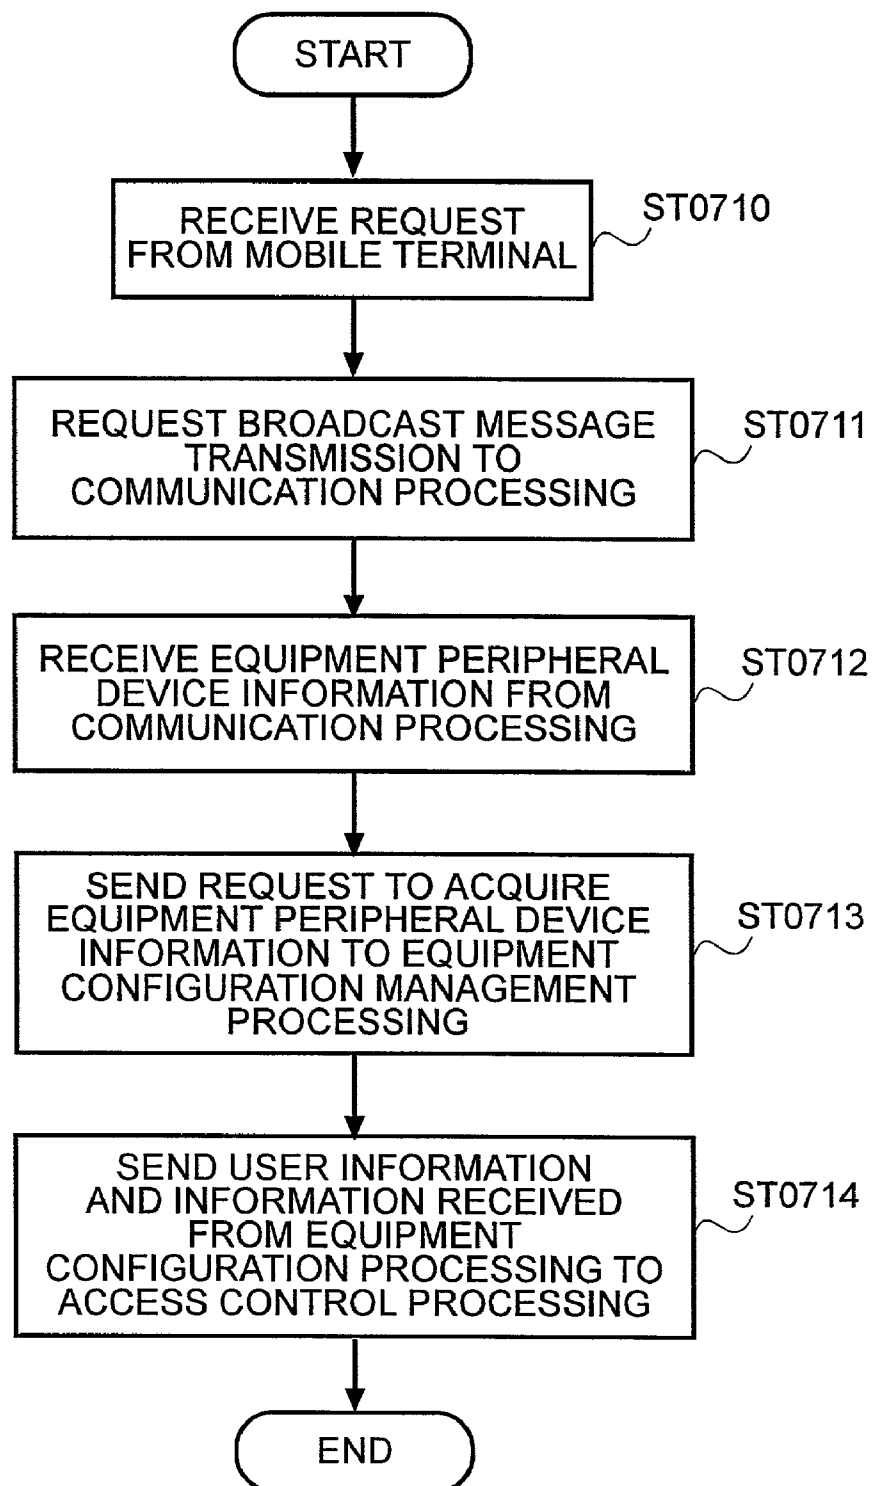 START
RECEIVE REQUEST
FROM MOBILE TERMINAL
ST0710
REQUEST BROADCAST MESSAGE
TRANSMISSION TO
COMMUNICATION PROCESSING
ST0711
RECEIVE EQUIPMENT PERIPHERAL
DEVICE INFORMATION FROM
COMMUNICATION PROCESSING
ST0712
SEND REQUEST TO ACQUIRE
EQUIPMENT PERIPHERAL DEVICE
INFORMATION TO EQUIPMENT
CONFIGURATION MANAGEMENT
PROCESSING
ST0713
SEND USER INFORMATION
AND INFORMATION RECEIVED
FROM EQUIPMENT
CONFIGURATION PROCESSING TO
ACCESS CONTROL PROCESSING
ST0714
END